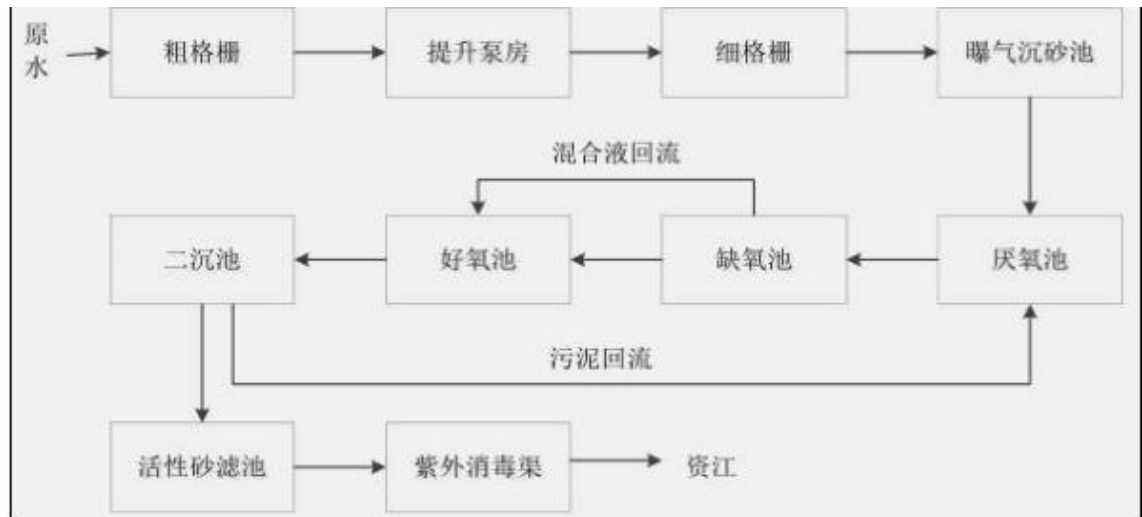 原
水
粗格栅
提升泵房
细格栅
曝气沉砂池
混合液回流
二沉池
好氧池
缺氧池
厌氧池
污泥回流
活性砂滤池
紫外消毒渠
资江